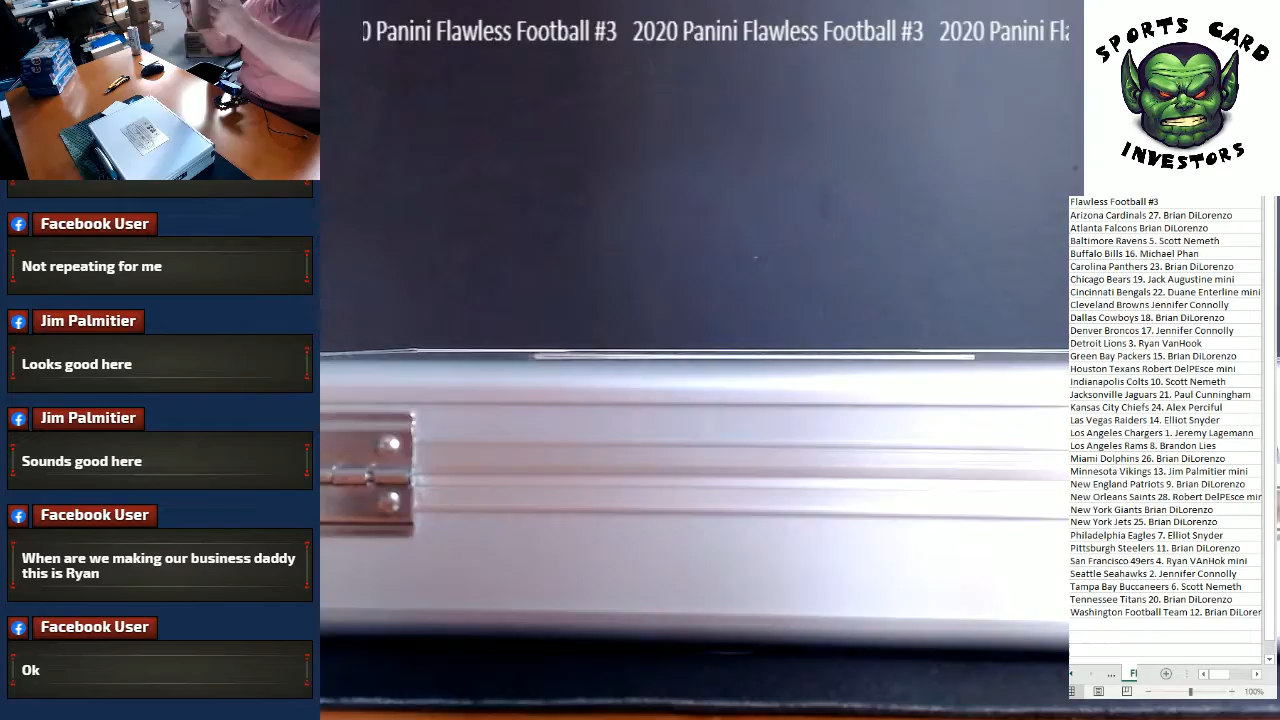 0 Panini Flawless Football #3 2020 Panini Flawless Football #3 2020 Panini Fla
SPORTS CARD
INVESTORS
Facebook User
Not repeating for me
Jim Palmitier
Looks good here
Jim Palmitier
Sounds good here
Facebook User
When are we making our business daddy
this is Ryan
Facebook User
Ok
Flawless Football #3
Arizona Cardinals 27. Brian DiLorenzo
Atlanta Falcons Brian DiLorenzo
Baltimore Ravens 5. Scott Nemeth
Buffalo Bills 16. Michael Phan
Carolina Panthers 23. Brian DiLorenzo
Chicago Bears 19. Jack Augustine mini
Cincinnati Bengals 22. Duane Enterline mini
Cleveland Browns Jennifer Connolly
Dallas Cowboys 18. Brian DiLorenzo
Denver Broncos 17. Jennifer Connolly
Detroit Lions 3. Ryan VanHook
Green Bay Packers 15. Brian DiLorenzo
Houston Texans Robert DelPEsce mini
Indianapolis Colts 10. Scott Nemeth
Jacksonville Jaguars 21. Paul Cunningham
Kansas City Chiefs 24. Alex Perciful
Las Vegas Raiders 14. Elliot Snyder
Los Angeles Chargers 1. Jeremy Lagemann
Los Angeles Rams 8. Brandon Lies
Miami Dolphins 26. Brian DiLorenzo
Minnesota Vikings 13. Jim Palmitier mini
New England Patriots 9. Brian DiLorenzo
New Orleans Saints 28. Robert DelPEsce mir
New York Giants Brian DiLorenzo
New York Jets 25. Brian DiLorenzo
Philadelphia Eagles 7. Elliot Snyder
Pittsburgh Steelers 11. Brian DiLorenzo
San Francisco 49ers 4. Ryan VAnHok mini
Seattle Seahawks 2. Jennifer Connolly
Tampa Bay Buccaneers 6. Scott Nemeth
Tennessee Titans 20. Brian DiLorenzo
Washington Football Team 12. Brian DiLorer
... Fl
100%